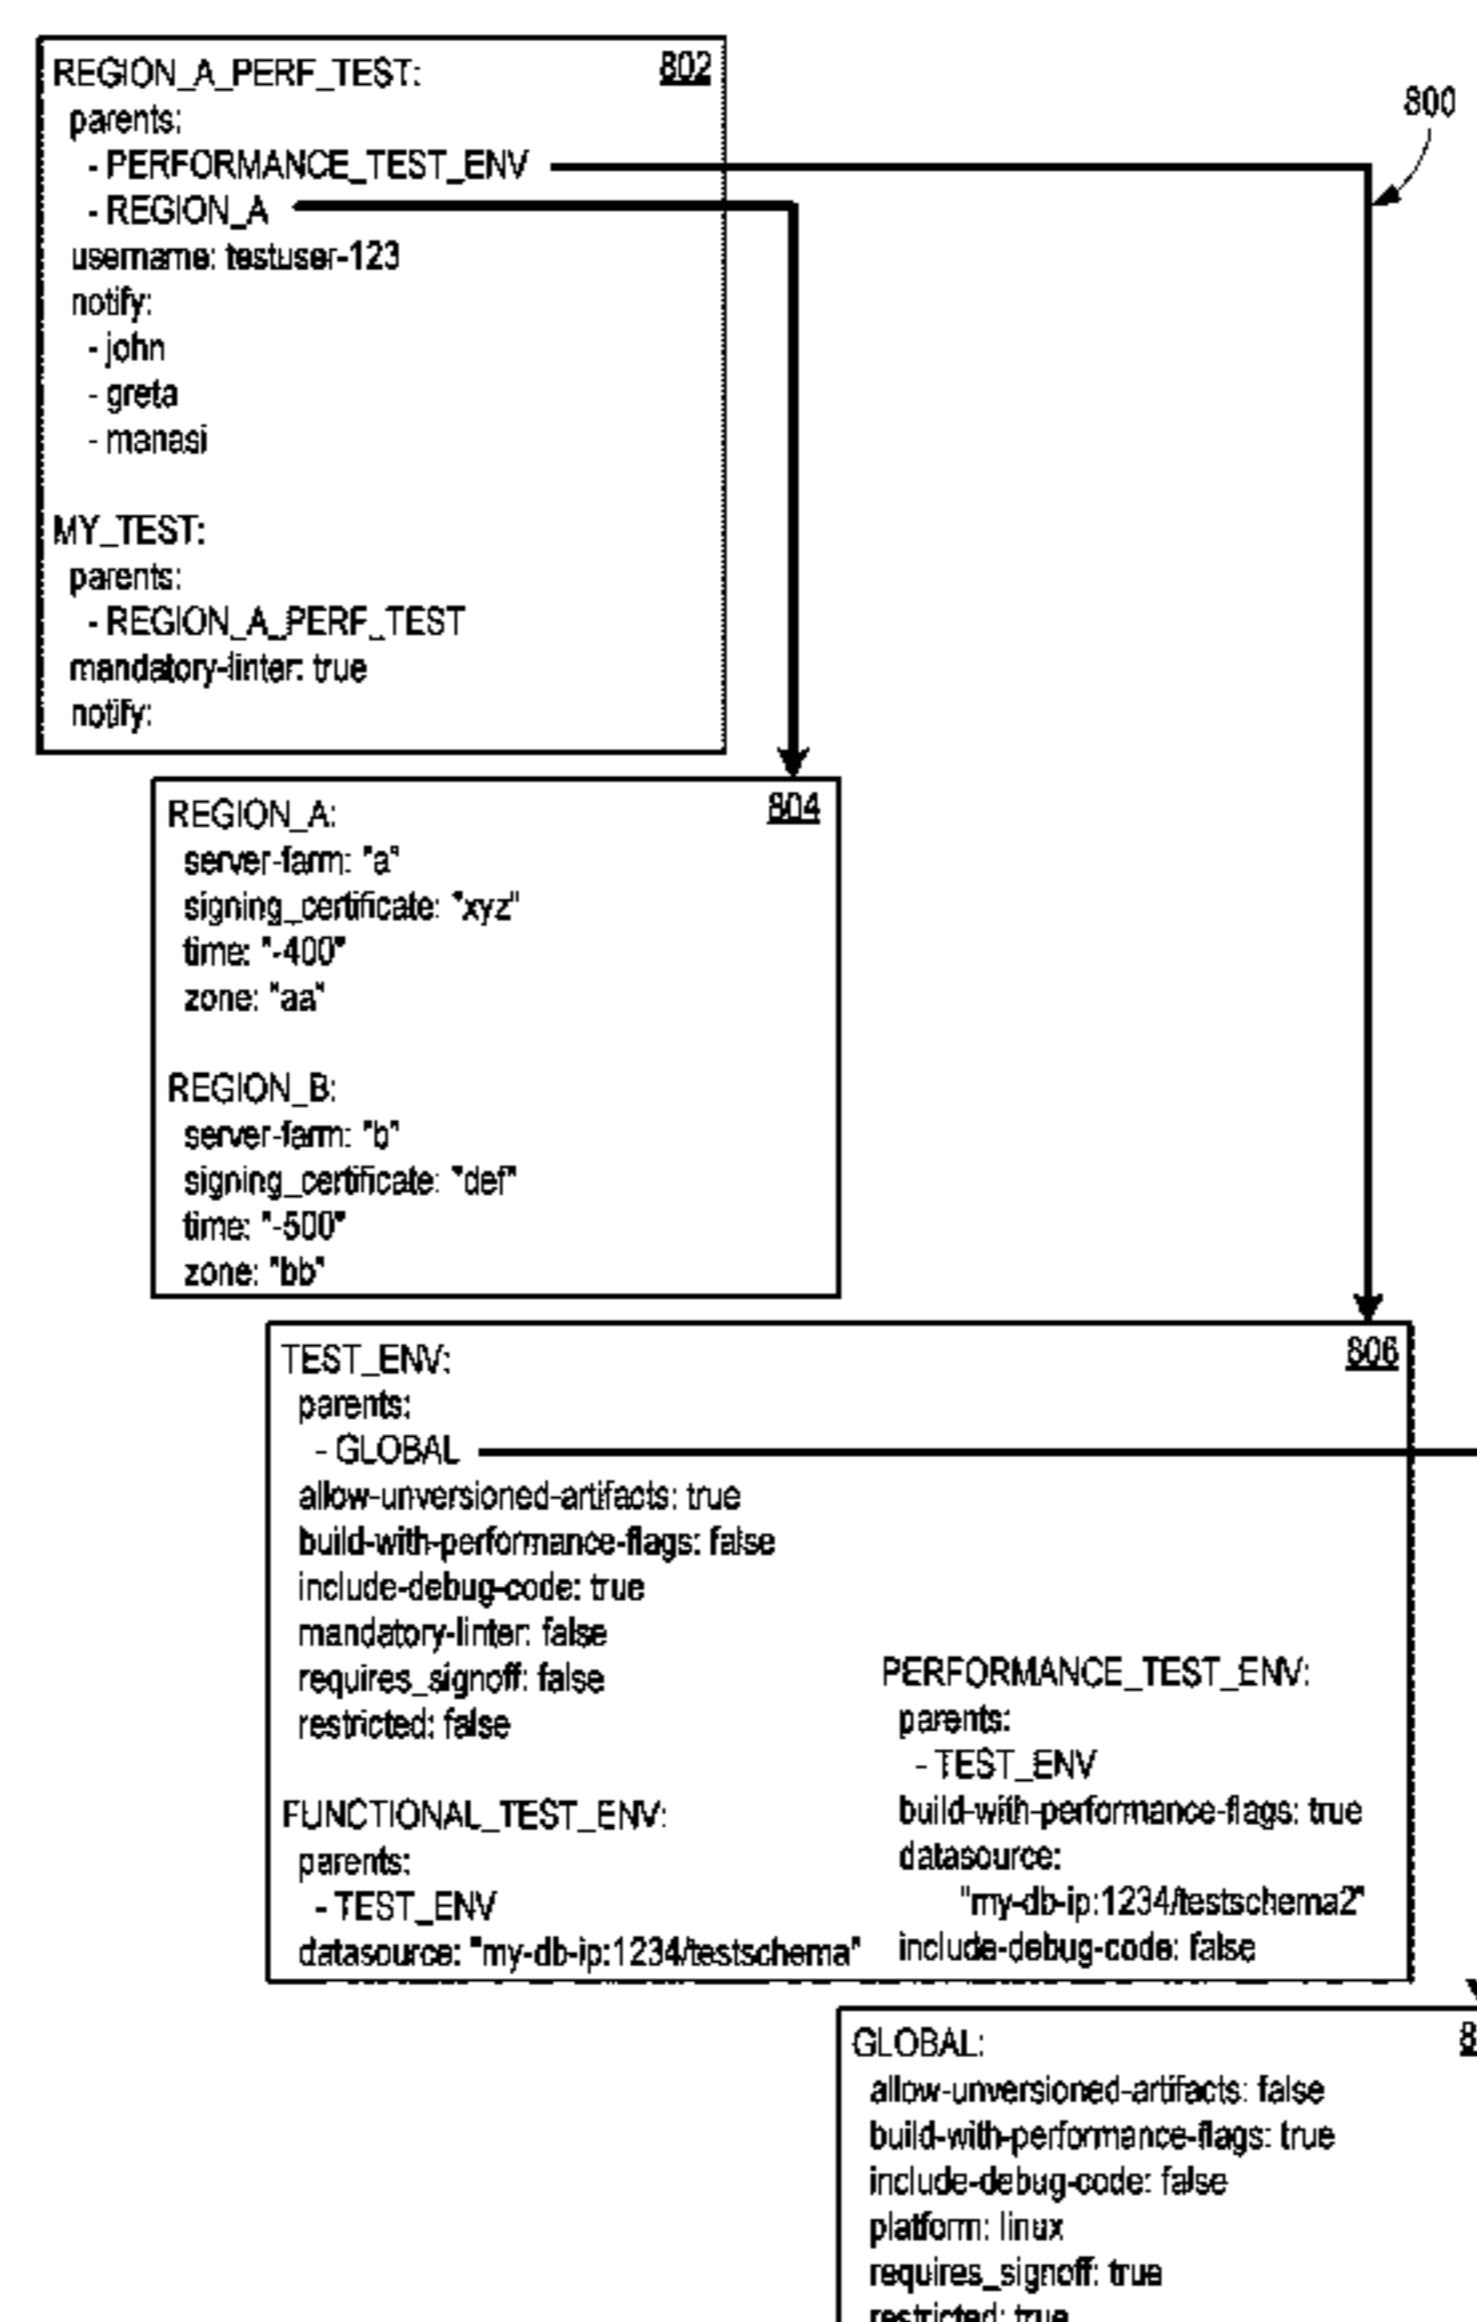 802
REGION_A_PERF_TEST:
parents:
- PERFORMANCE_TEST_ENV
- REGION_A
username: testuser-123
notify:
- john
- greta
- manasi
MY_TEST:
parents:
- REGION_A_PERF_TEST
mandatory-linter: true
notify:
800
804
REGION_A:
server-farm: "a"
signing_certificate: "xyz"
time: "-400"
zone: "aa"
REGION_B:
server-farm: "b"
signing_certificate: "def"
time: "-500"
zone: "bb"
806
TEST_ENV:
parents:
- GLOBAL
allow-unversioned-artifacts: true
build-with-performance-flags: false
include-debug-code: true
mandatory-linter: false
requires_signoff: false
restricted: false
FUNCTIONAL_TEST_ENV:
parents:
- TEST_ENV
datasource: "my-db-ip:1234/testschema"
PERFORMANCE_TEST_ENV:
parents:
- TEST_ENV
build-with-performance-flags: true
datasource:
"my-db-ip:1234/testschema2"
include-debug-code: false
GLOBAL:
allow-unversioned-artifacts: false
build-with-performance-flags: true
include-debug-code: false
platform: linux
requires_signoff: true
restricted: true